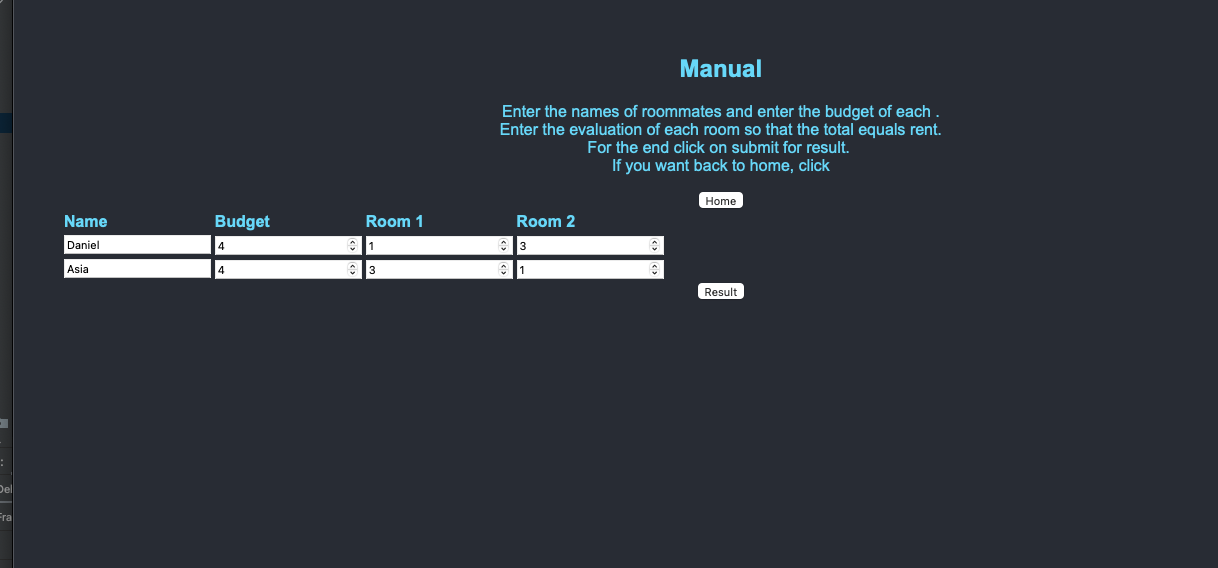 Manual
Enter the names of roommates and enter the budget of each .
Enter the evaluation of each room so that the total equals rent.
For the end click on submit for result.
If you want back to home, click
Home
Name Budget Room 1 Room 2
Daniel 4 1 3
Asia 4 3 1
Result
: